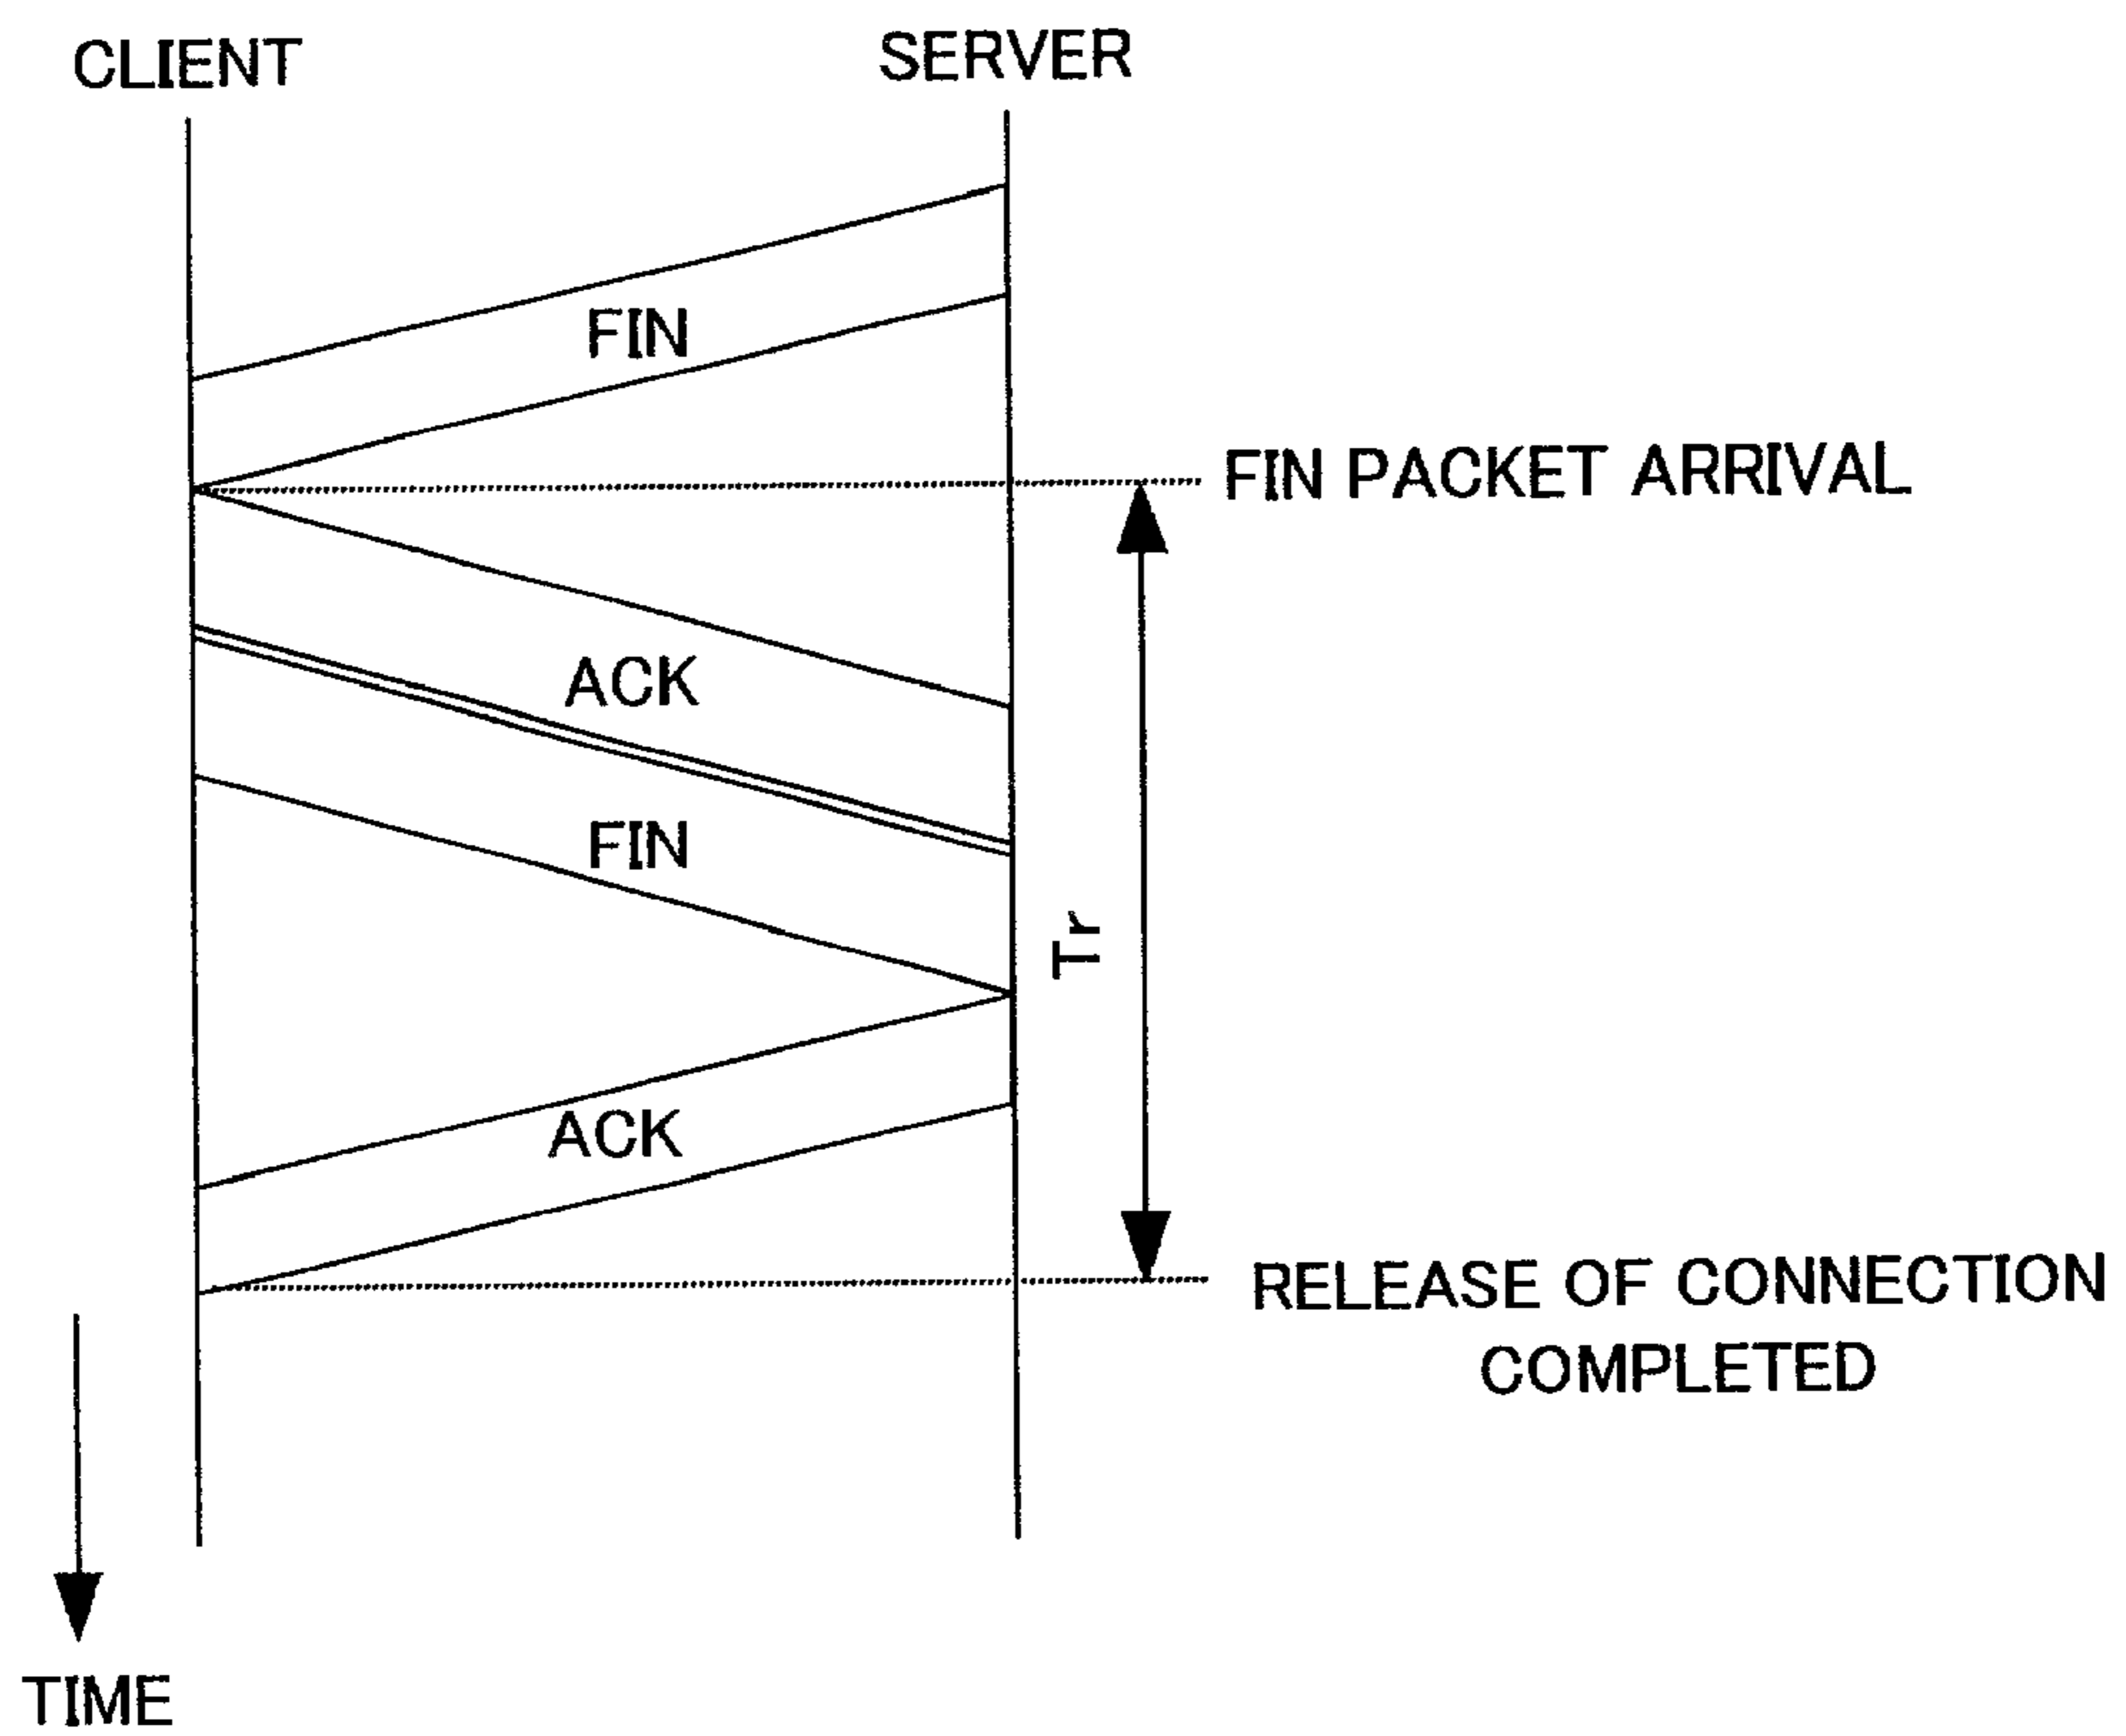 CLIENT
SERVER
FIN
FIN PACKET ARRIVAL
ACK
FIN
Tr
ACK
RELEASE OF CONNECTION
COMPLETED
TIME